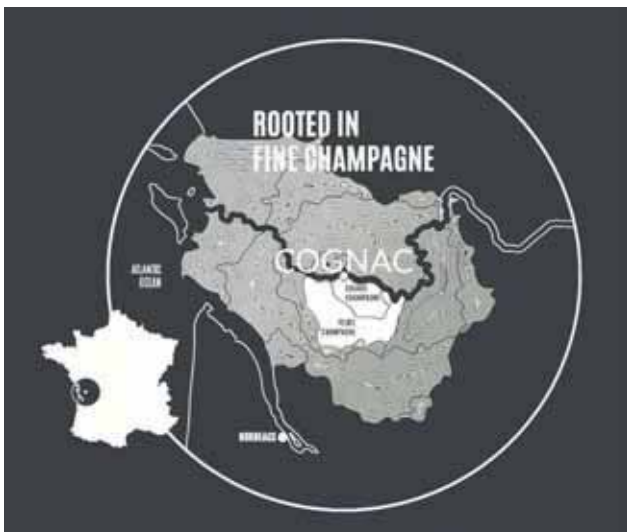 ROOTED IN
FINE CHAMPAGNE
COGNAC
ATLANTIC
OCEAN
GRANDE
CHAMPAGNE
PETITE
CHAMPAGNE
BORDEAUX